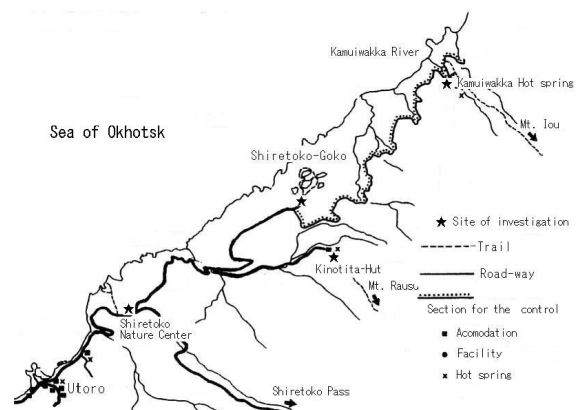 Kamuiwakka River
Kamuiwakka Hot spring
Mt. Iou
Sea of Okhotsk
Shiretoko-Goko
Site of investigation
Trail
Kinotita-Hut
Road-way
Mt. Rausu
Section for the control
Shiretoko
Nature Center
Acomodation
Facility
Hot spring
Utoro
Shiretoko Pass